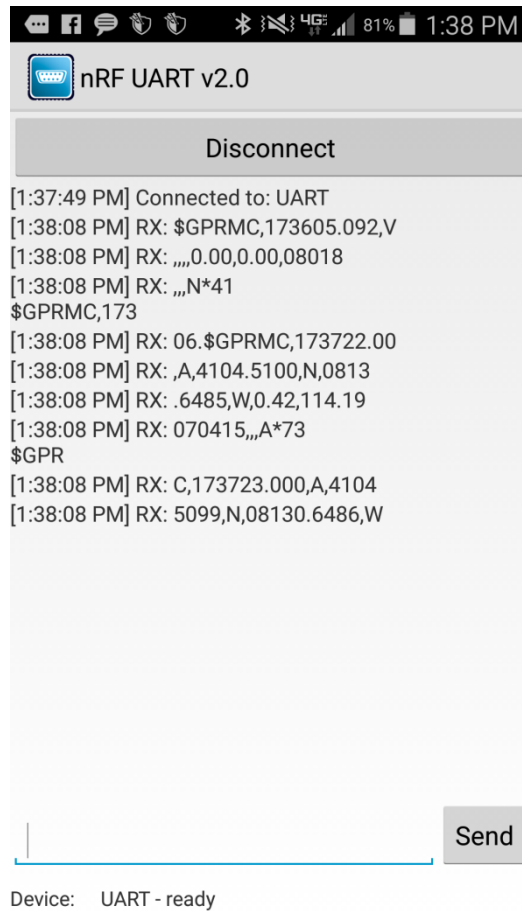 81% 1:38 PM
nRF UART v2.0
Disconnect
[1:37:49 PM] Connected to: UART
[1:38:08 PM] RX: $GPRMC,173605.092,V
[1:38:08 PM] RX: ,,,,0.00,0.00,08018
[1:38:08 PM] RX: ,,,N*41
$GPRMC,173
[1:38:08 PM] RX: 06.$GPRMC,173722.00
[1:38:08 PM] RX: ,A,4104.5100,N,0813
[1:38:08 PM] RX: .6485,W,0.42,114.19
[1:38:08 PM] RX: 070415,,,A*73
$GPR
[1:38:08 PM] RX: C,173723.000,A,4104
[1:38:08 PM] RX: 5099,N,08130.6486,W
Send
Device: UART - ready